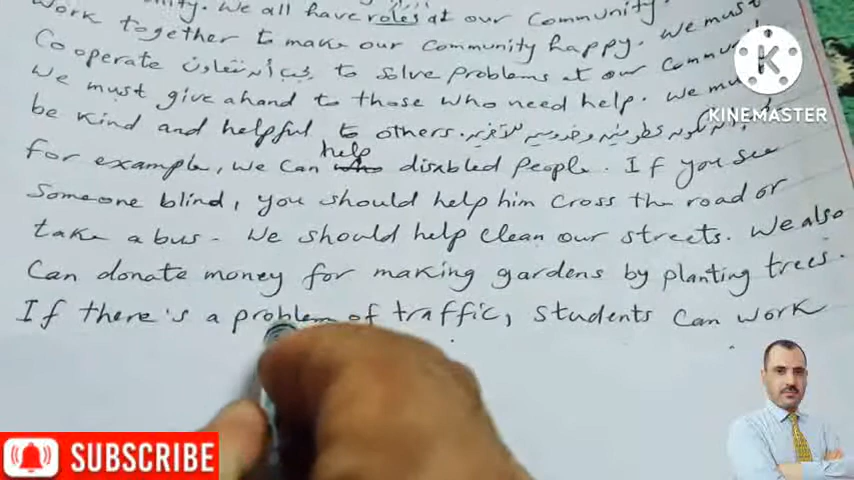 We all have roles at our community.
work together to make our community happy. We must
Cooperate يجب أن نتعاون to solve problems at our
We must give a hand to those who need help. We
be kind and helpful to others.
help
for example, we can disabled people. If you see
someone blind, you should help him cross the road or
take a bus. We should help clean our streets. We also
can donate money for making gardens by planting trees.
If there's a problem of traffic, students can work
K
KINEMASTER
SUBSCRIBE